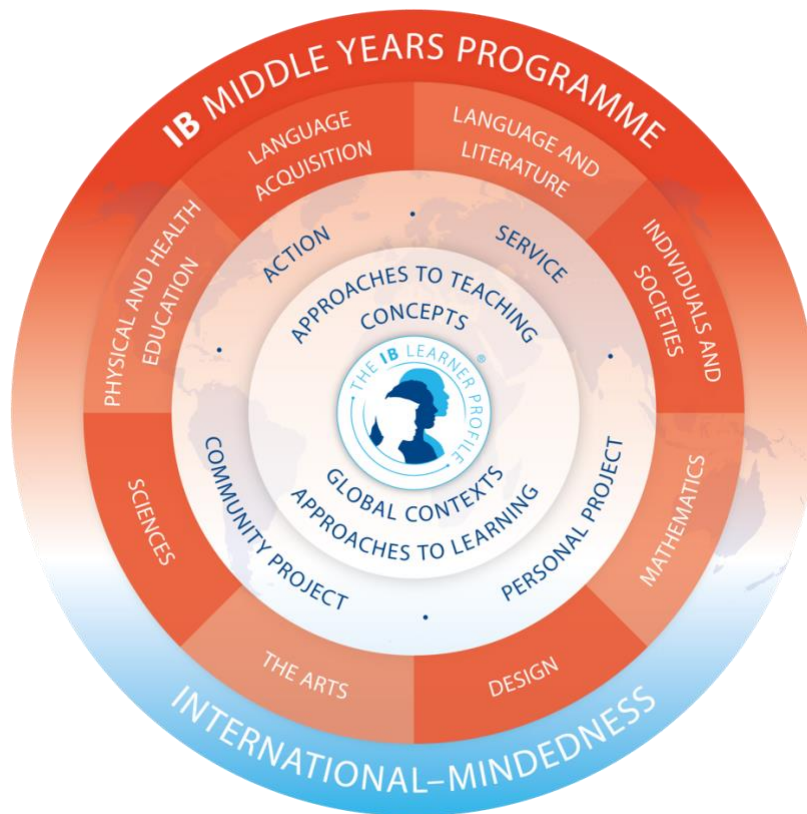 IB MIDDLE YEARS PROGRAMME
LANGUAGE
ACQUISITION
LANGUAGE AND
LITERATURE
PHYSICAL AND HEALTH
EDUCATION
INDIVIDUALS AND
SOCIETIES
SCIENCES
MATHEMATICS
THE ARTS
DESIGN
ACTION
SERVICE
COMMUNITY PROJECT
PERSONAL PROJECT
APPROACHES TO TEACHING
CONCEPTS
THE IB LEARNER PROFILE ®
GLOBAL CONTEXTS
APPROACHES TO LEARNING
INTERNATIONAL–MINDEDNESS